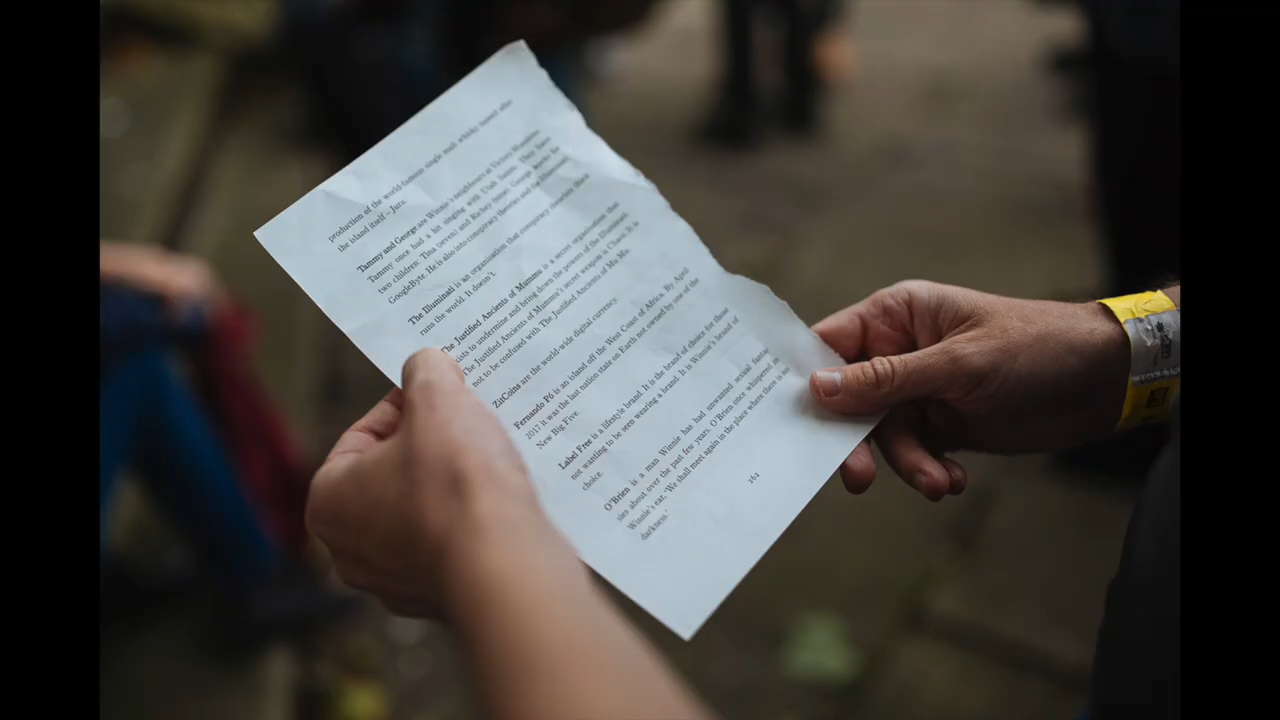 production of the world-famous single malt whisky named after
the island itself – Jura.
Tammy and George are Winnie's neighbours at Victory Mansions.
Tammy once had a hit singing with Utah Saints. They have
two children: Tina (seven) and Richey (nine). George works for
GoogleByte. He is also into conspiracy theories and the Illuminati.
The Illuminati is an organisation that conspiracy theorists think
runs the world. It doesn't.
The Justified Ancients of Mummu is a secret organisation that
exists to undermine and bring down the powers of the Illuminati.
The Justified Ancients of Mummu's secret weapon is Chaos. It is
not to be confused with The Justified Ancients of Mu Mu.
ZitCoins are the world-wide digital currency.
Fernando Pó is an island off the West Coast of Africa. By April
2017 it was the last nation state on Earth not owned by one of the
New Big Five.
Label Free is a lifestyle brand. It is the brand of choice for those
not wanting to be seen wearing a brand. It is Winnie's brand of
choice.
O'Brien is a man Winnie has had unwanted sexual fanta-
sies about over the past few years. O'Brien once whispered in
Winnie's ear, 'We shall meet again in the place where there is no
darkness.'
162